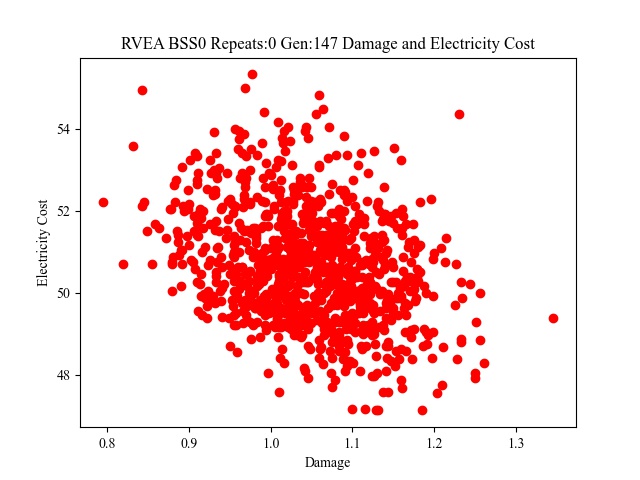 RVEA BSS0 Repeats:0 Gen:147 Damage and Electricity Cost
Electricity Cost
54
52
50
48
0.8 0.9 1.0 1.1 1.2 1.3
Damage